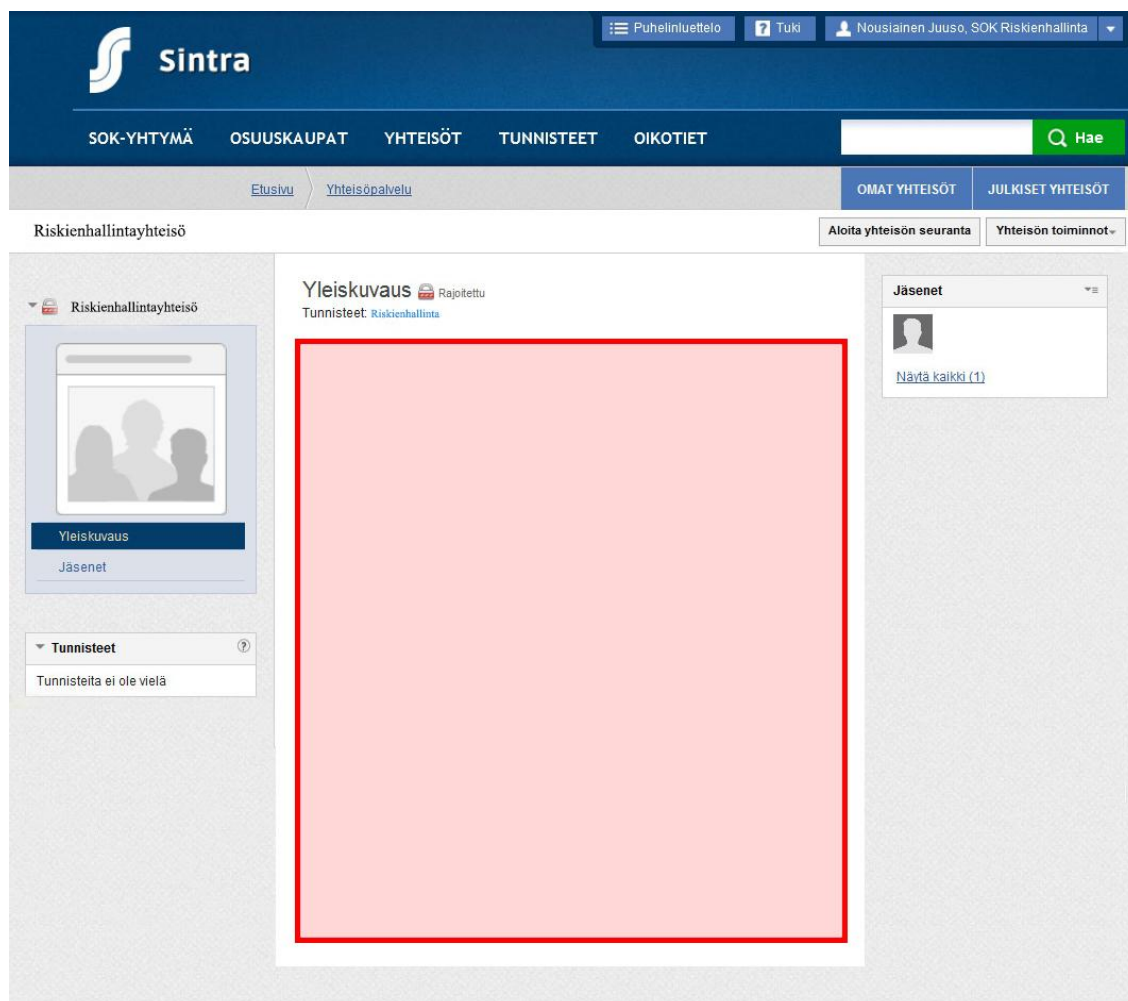 Puhelinluettelo ? Tuki Nousiainen Juuso, SOK Riskienhallinta
Sintra
SOK-YHTYMÄ OSUUSKAUPAT YHTEISÖT TUNNISTEET OIKOTIET Hae
Etusivu Yhteisöpalvelu OMAT YHTEISÖT JULKISET YHTEISÖT
Riskienhallintayhteisö Aloita yhteisön seuranta Yhteisön toiminnot
Riskienhallintayhteisö
Yleiskuvaus
Jäsenet
Tunnisteet ?
Tunnisteita ei ole vielä
Yleiskuvaus Rajoitettu
Tunnisteet: Riskienhallinta
Jäsenet
Näytä kaikki (1)